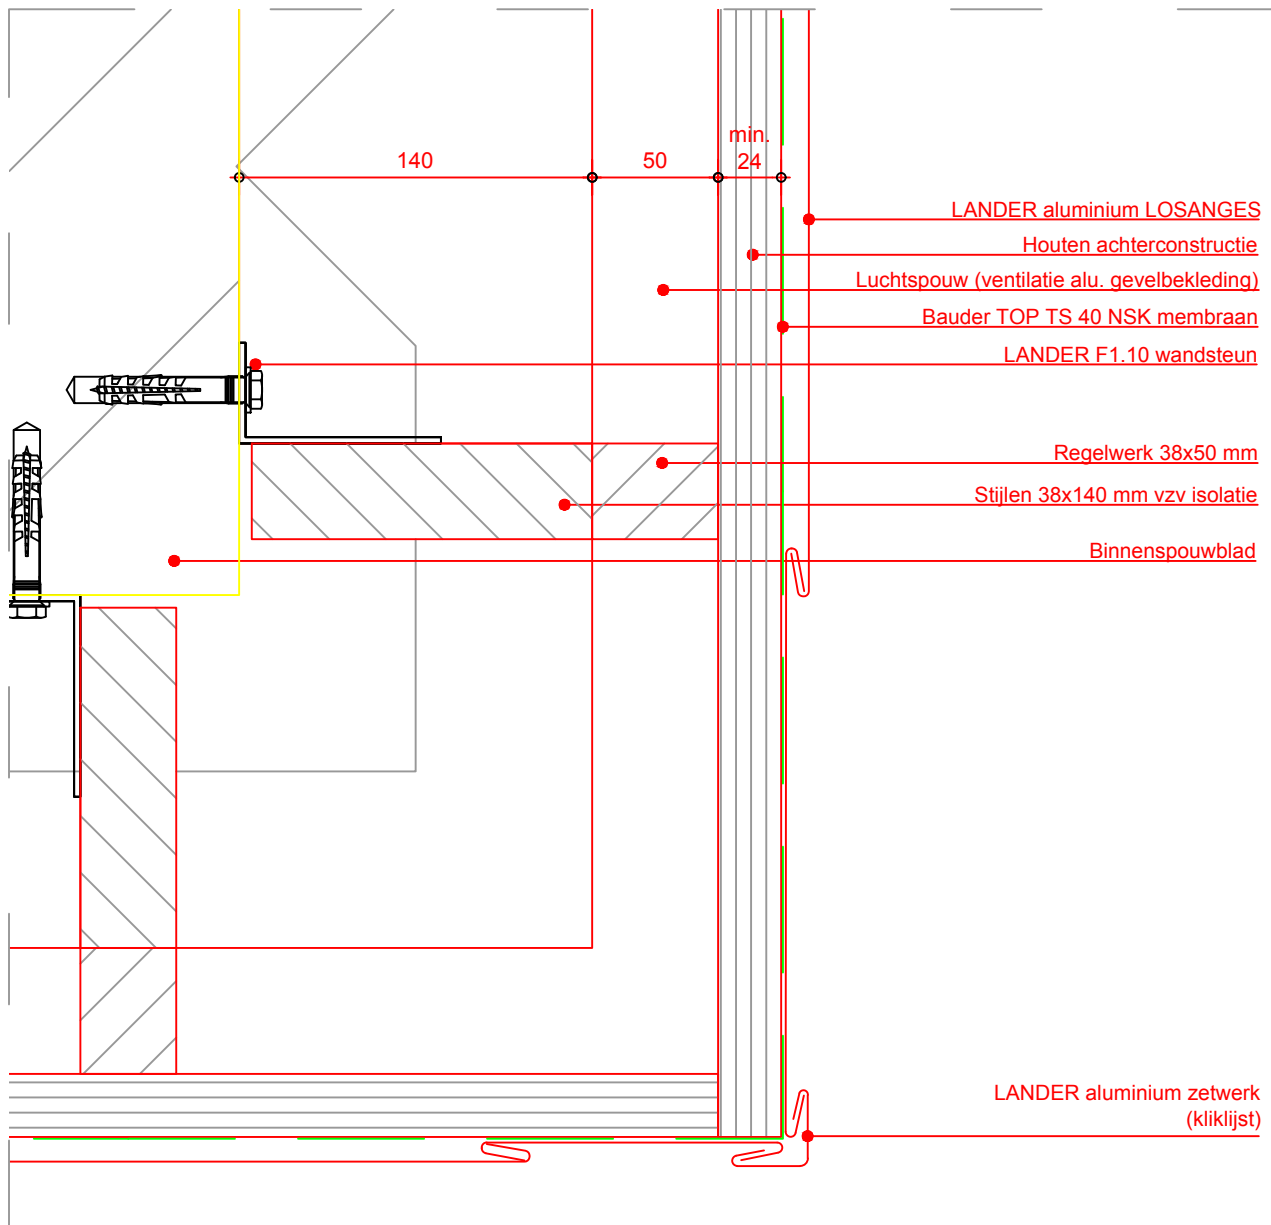 min.
140
50
24
LANDER aluminium LOSANGES
Houten achterconstructie
Luchtspouw (ventilatie alu. gevelbekleding)
Bauder TOP TS 40 NSK membraan
LANDER F1.10 wandsteun
Regelwerk 38x50 mm
Stijlen 38x140 mm vzv isolatie
Binnenspouwblad
LANDER aluminium zetwerk
(kliklijst)